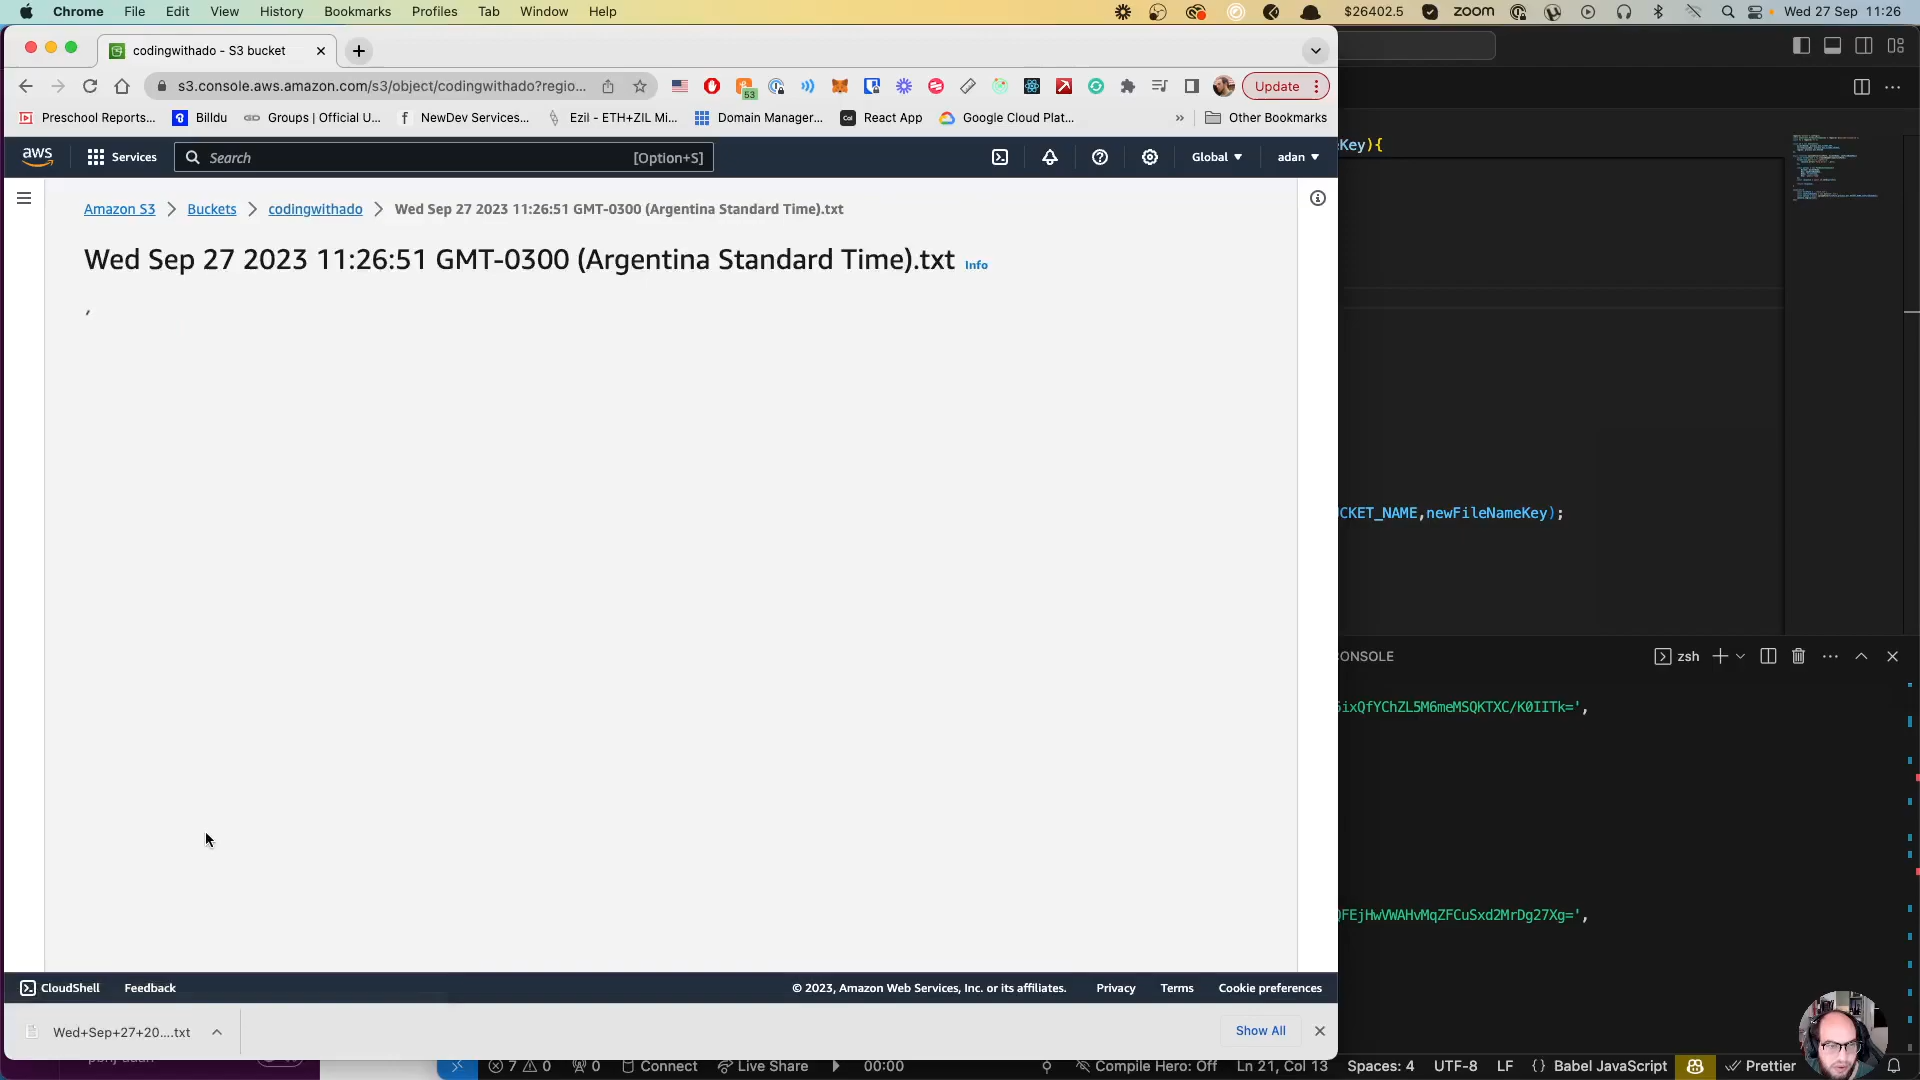 Chrome File Edit View History Bookmarks Profiles Tab Window Help $26402.5 zoom Wed 27 Sep 11:26
codingwithado - S3 bucket
s3.console.aws.amazon.com/s3/object/codingwithado?regio... 53 Update
Preschool Reports... Billdu Groups | Official U... NewDev Services... Ezil - ETH+ZIL Mi... Domain Manager... React App Google Cloud Plat... » Other Bookmarks
Key){
aws Services Search [Option+S] Global adan
Amazon S3 > Buckets > codingwithado > Wed Sep 27 2023 11:26:51 GMT-0300 (Argentina Standard Time).txt
Wed Sep 27 2023 11:26:51 GMT-0300 (Argentina Standard Time).txt Info
CKET_NAME,newFileNameKey);
CONSOLE zsh
ixQfYChZL5M6meMSQKTXC/K0IITk=',
FEjHwVWAHvMqZFCuSxd2MrDg27Xg=',
CloudShell Feedback © 2023, Amazon Web Services, Inc. or its affiliates. Privacy Terms Cookie preferences
Wed+Sep+27+20....txt Show All
7 0 0 Connect Live Share 00:00 Compile Hero: Off Ln 21, Col 13 Spaces: 4 UTF-8 LF {} Babel JavaScript Prettier